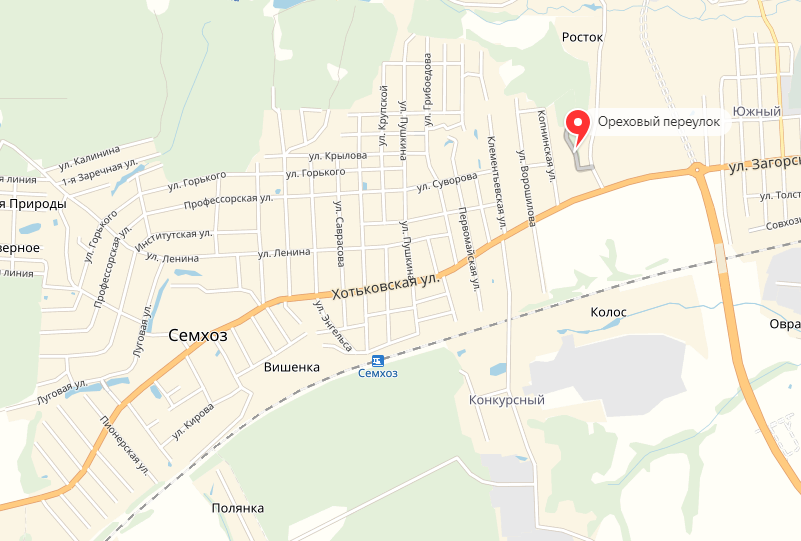 Росток
Южный
Ореховый переулок
ул. Грибоедова
ул. Крупской
ул. Пушкина
Копнинская ул.
Клементьевская ул.
ул. Ворошилова
ул. Калинина
1-я Заречная ул.
ул. Крылова
ул. Горького
ул. Горького
ул. Суворова
ул. Загорс
я линия
я Природы
Профессорская ул.
ул. Толст
Совхозн
ул. Горького
Профессорская ул.
Институтская ул.
ул. Саврасова
ул. Пушкина
Первомайская ул.
верное
я линия
ул. Ленина
ул. Ленина
Хотьковская ул.
Луговая ул.
ул. Энгельса
Семхоз
Колос
Овра
Вишенка
Семхоз
Луговая ул.
Конкурсный
ул. Кирова
Пионерская ул.
Полянка